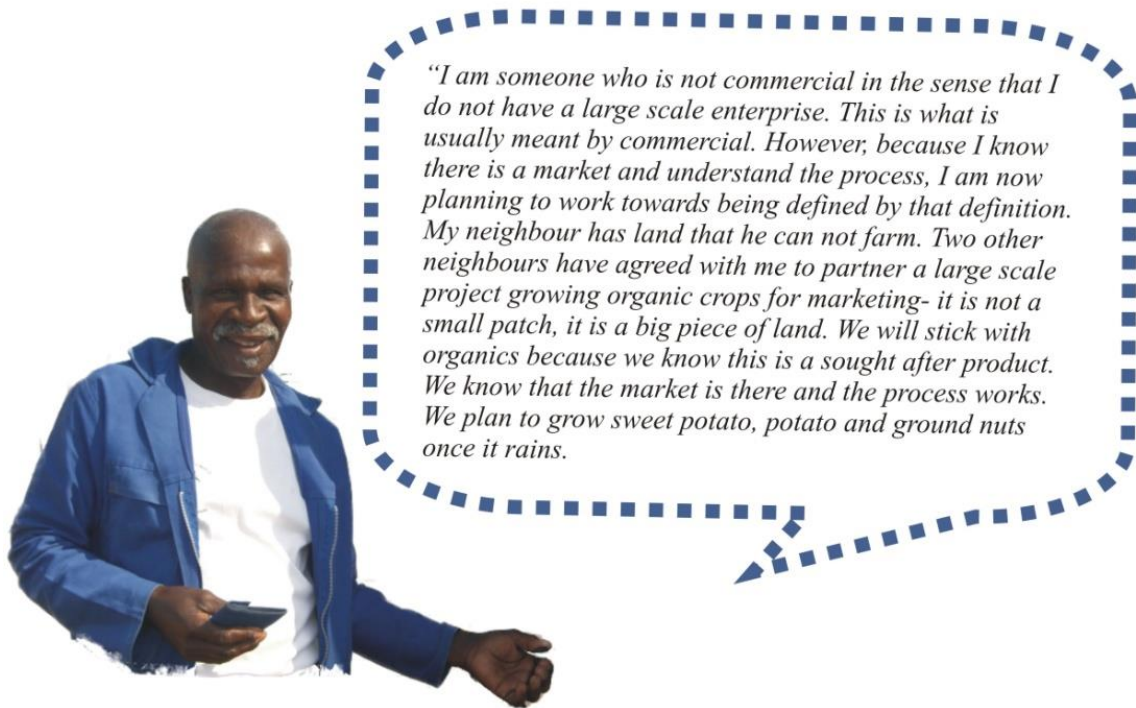 “I am someone who is not commercial in the sense that I
do not have a large scale enterprise. This is what is
usually meant by commercial. However, because I know
there is a market and understand the process, I am now
planning to work towards being defined by that definition.
My neighbour has land that he can not farm. Two other
neighbours have agreed with me to partner a large scale
project growing organic crops for marketing- it is not a
small patch, it is a big piece of land. We will stick with
organics because we know this is a sought after product.
We know that the market is there and the process works.
We plan to grow sweet potato, potato and ground nuts
once it rains.